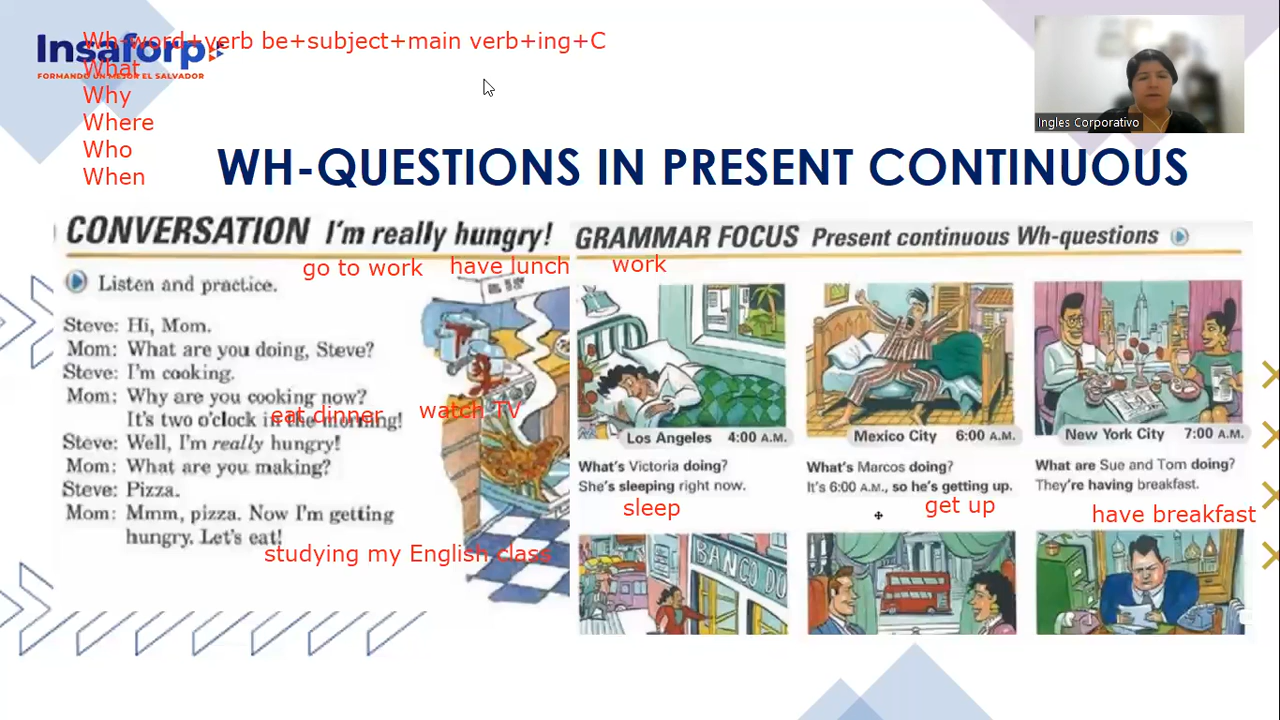 Insaforp
FORMANDO UN MEJOR EL SALVADOR
Wh-word+verb be+subject+main verb+ing+C
What
Why
Where
Who
When
Ingles Corporativo
WH-QUESTIONS IN PRESENT CONTINUOUS
CONVERSATION I'm really hungry!
go to work have lunch
Listen and practice.
Steve: Hi, Mom.
Mom: What are you doing, Steve?
Steve: I'm cooking.
Mom: Why are you cooking now?
It's two o'clock in the morning!
eat dinner watch TV
Steve: Well, I'm really hungry!
Mom: What are you making?
Steve: Pizza.
Mom: Mmm, pizza. Now I'm getting
hungry. Let's eat!
studying my English class
GRAMMAR FOCUS Present continuous Wh-questions
work
Los Angeles 4:00 A.M.
What's Victoria doing?
She's sleeping right now.
sleep
Mexico City 6:00 A.M.
What's Marcos doing?
It's 6:00 A.M., so he's getting up.
get up
New York City 7:00 A.M.
What are Sue and Tom doing?
They're having breakfast.
have breakfast
BANCO DO